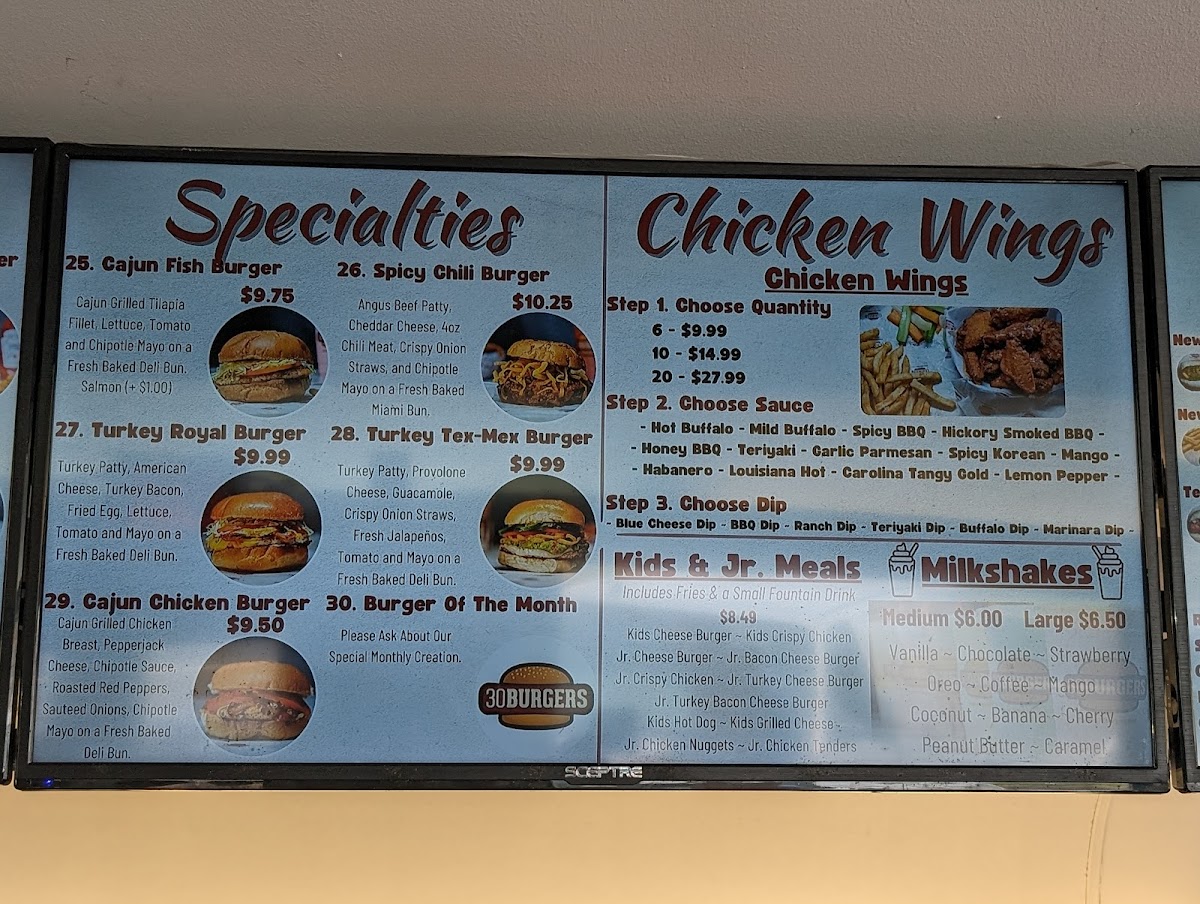 er
Specialties
25. Cajun Fish Burger
$9.75
Cajun Grilled Tilapia
Fillet, Lettuce, Tomato
and Chipotle Mayo on a
Fresh Baked Deli Bun.
Salmon (+ $1.00)
26. Spicy Chili Burger
$10.25
Angus Beef Patty,
Cheddar Cheese, 4oz
Chili Meat, Crispy Onion
Straws, and Chipotle
Mayo on a Fresh Baked
Miami Bun.
27. Turkey Royal Burger
$9.99
Turkey Patty, American
Cheese, Turkey Bacon,
Fried Egg, Lettuce,
Tomato and Mayo on a
Fresh Baked Deli Bun.
28. Turkey Tex-Mex Burger
$9.99
Turkey Patty, Provolone
Cheese, Guacamole,
Crispy Onion Straws,
Fresh Jalapeños,
Tomato and Mayo on a
Fresh Baked Deli Bun.
29. Cajun Chicken Burger
$9.50
Cajun Grilled Chicken
Breast, Pepperjack
Cheese, Chipotle Sauce,
Roasted Red Peppers,
Sauteed Onions, Chipotle
Mayo on a Fresh Baked
Deli Bun.
30. Burger Of The Month
Please Ask About Our
Special Monthly Creation.
30BURGERS
Chicken Wings
Chicken Wings
Step 1. Choose Quantity
6 - $9.99
10 - $14.99
20 - $27.99
Step 2. Choose Sauce
- Hot Buffalo - Mild Buffalo - Spicy BBQ - Hickory Smoked BBQ -
- Honey BBQ - Teriyaki - Garlic Parmesan - Spicy Korean - Mango -
- Habanero - Louisiana Hot - Carolina Tangy Gold - Lemon Pepper -
Step 3. Choose Dip
- Blue Cheese Dip - BBQ Dip - Ranch Dip - Teriyaki Dip - Buffalo Dip - Marinara Dip -
Kids & Jr. Meals
Includes Fries & a Small Fountain Drink
$8.49
Kids Cheese Burger ~ Kids Crispy Chicken
Jr. Cheese Burger ~ Jr. Bacon Cheese Burger
Jr. Crispy Chicken ~ Jr. Turkey Cheese Burger
Jr. Turkey Bacon Cheese Burger
Kids Hot Dog ~ Kids Grilled Cheese~
Jr. Chicken Nuggets ~ Jr. Chicken Tenders
Milkshakes
Medium $6.00 Large $6.50
Vanilla ~ Chocolate ~ Strawberry
Oreo ~ Coffee ~ Mango
Coconut ~ Banana ~ Cherry
Peanut Butter ~ Caramel
SCEPTRE
New
New